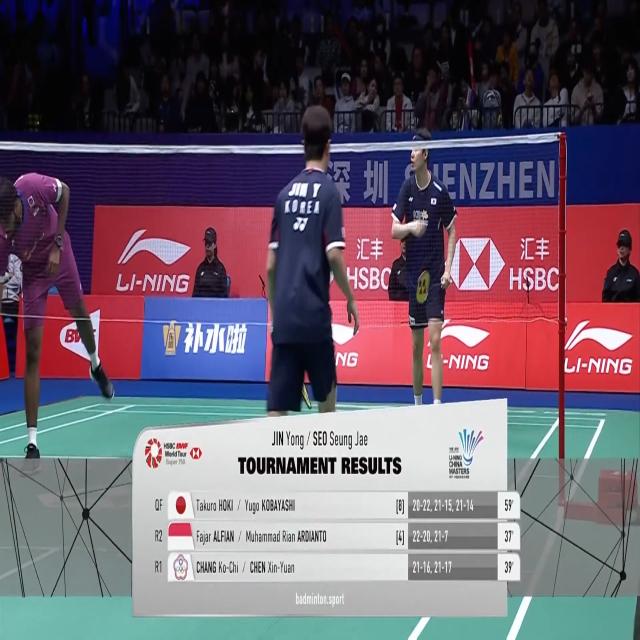 深圳 SHENZHEN
JIN Y
KOREA
汇丰
HSBC
汇丰
HSBC
LI-NING
补水啦
LI-NING
LI-NING
JIN Yong / SEO Seung Jae
TOURNAMENT RESULTS
HSBC BWF
World Tour
Super 750
LI-NING
CHINA
MASTERS
QF Takuro HOKI / Yugo KOBAYASHI [8] 20-22, 21-15, 21-14 59'
R2 Fajar ALFIAN / Muhammad Rian ARDIANTO [4] 22-20, 21-7 37'
R1 CHANG Ko-Chi / CHEN Xin-Yuan 21-16, 21-17 39'
badminton.sport